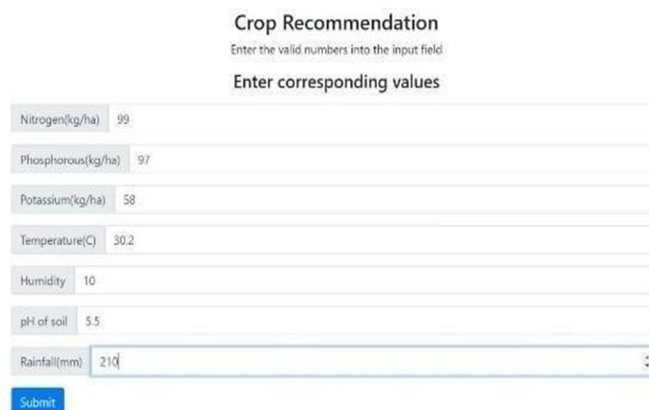 Crop Recommendation
Enter the valid numbers into the input field
Enter corresponding values
Nitrogen(kg/ha) 99
Phosphorous(kg/ha) 97
Potassium(kg/ha) 58
Temperature(C) 30.2
Humidity 10
pH of soil 5.5
Rainfall(mm) 210
Submit